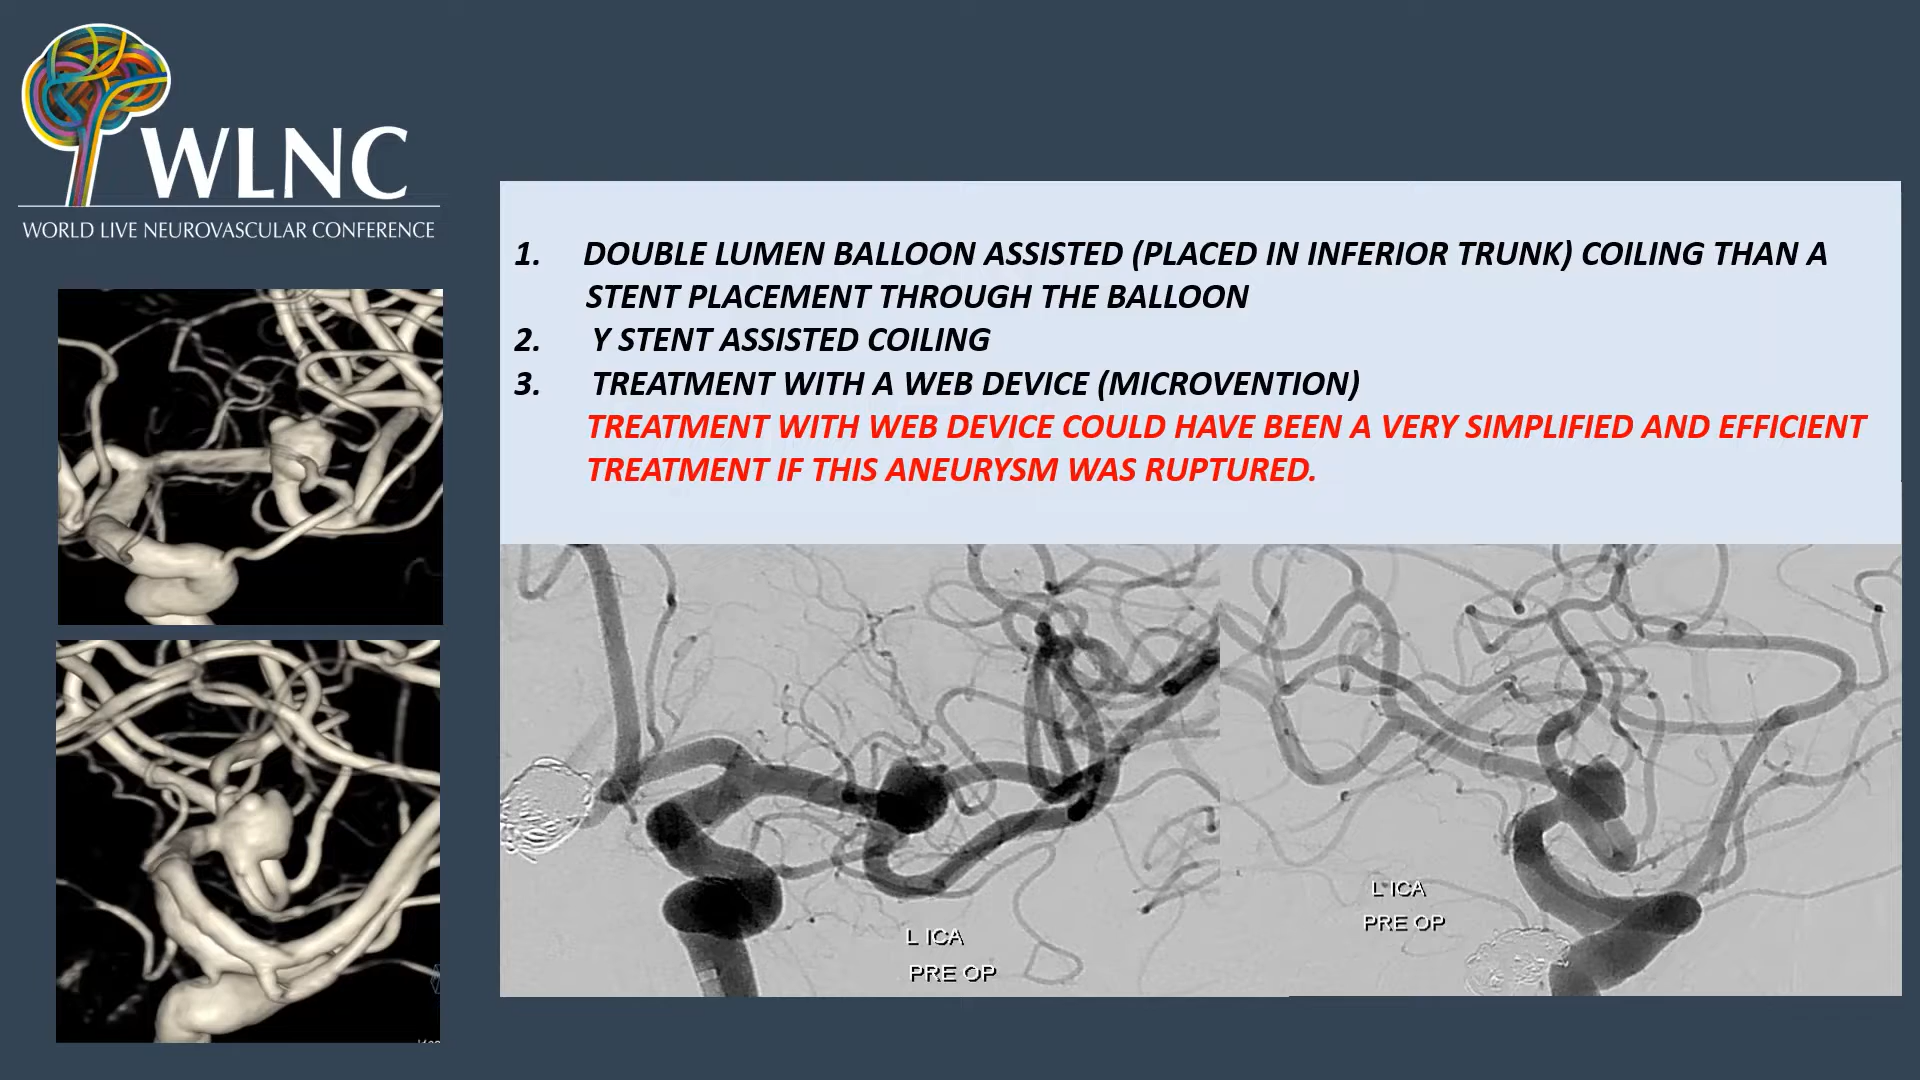 WLNC
WORLD LIVE NEUROVASCULAR CONFERENCE
1. DOUBLE LUMEN BALLOON ASSISTED (PLACED IN INFERIOR TRUNK) COILING THAN A
STENT PLACEMENT THROUGH THE BALLOON
2. Y STENT ASSISTED COILING
3. TREATMENT WITH A WEB DEVICE (MICROVENTION)
TREATMENT WITH WEB DEVICE COULD HAVE BEEN A VERY SIMPLIFIED AND EFFICIENT
TREATMENT IF THIS ANEURYSM WAS RUPTURED.
L ICA
PRE OP
L ICA
PRE OP